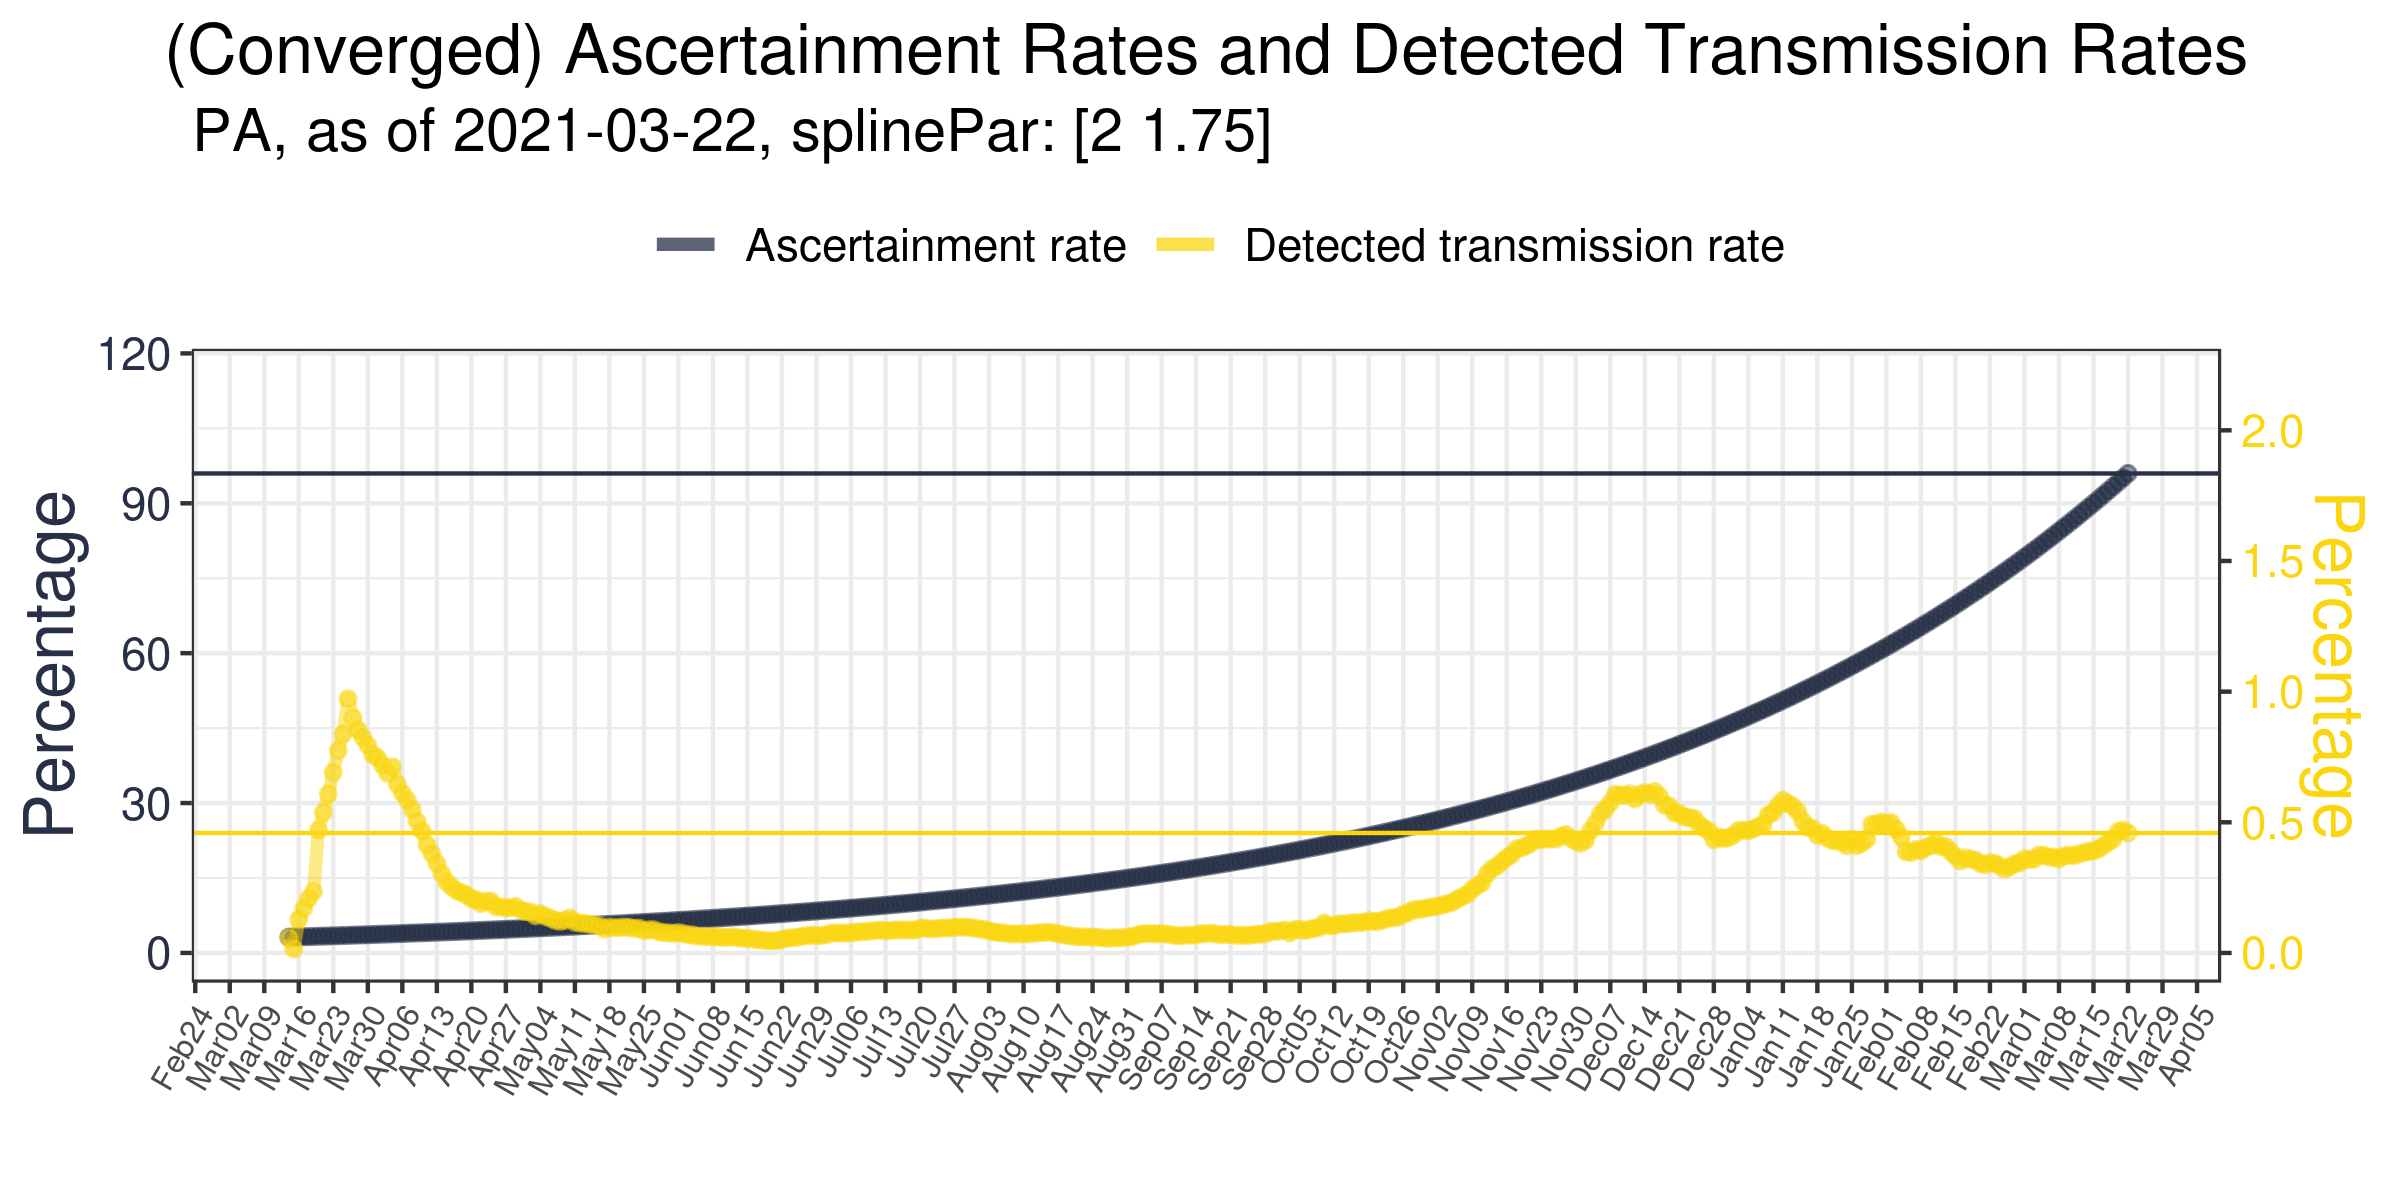 (Converged) Ascertainment Rates and Detected Transmission Rates
PA, as of 2021-03-22, splinePar: [2 1.75]
Ascertainment rate Detected transmission rate
Percentage
120
90
60
30
0
2.0
1.5
1.0
0.5
0.0
Percentage
Feb24 Mar02 Mar09 Mar16 Mar23 Mar30 Apr06 Apr13 Apr20 Apr27 May04 May11 May18 May25 Jun01 Jun08 Jun15 Jun22 Jun29 Jul06 Jul13 Jul20 Jul27 Aug03 Aug10 Aug17 Aug24 Aug31 Sep07 Sep14 Sep21 Sep28 Oct05 Oct12 Oct19 Oct26 Nov02 Nov09 Nov16 Nov23 Nov30 Dec07 Dec14 Dec21 Dec28 Jan04 Jan11 Jan18 Jan25 Feb01 Feb08 Feb15 Feb22 Mar01 Mar08 Mar15 Mar22 Mar29 Apr05